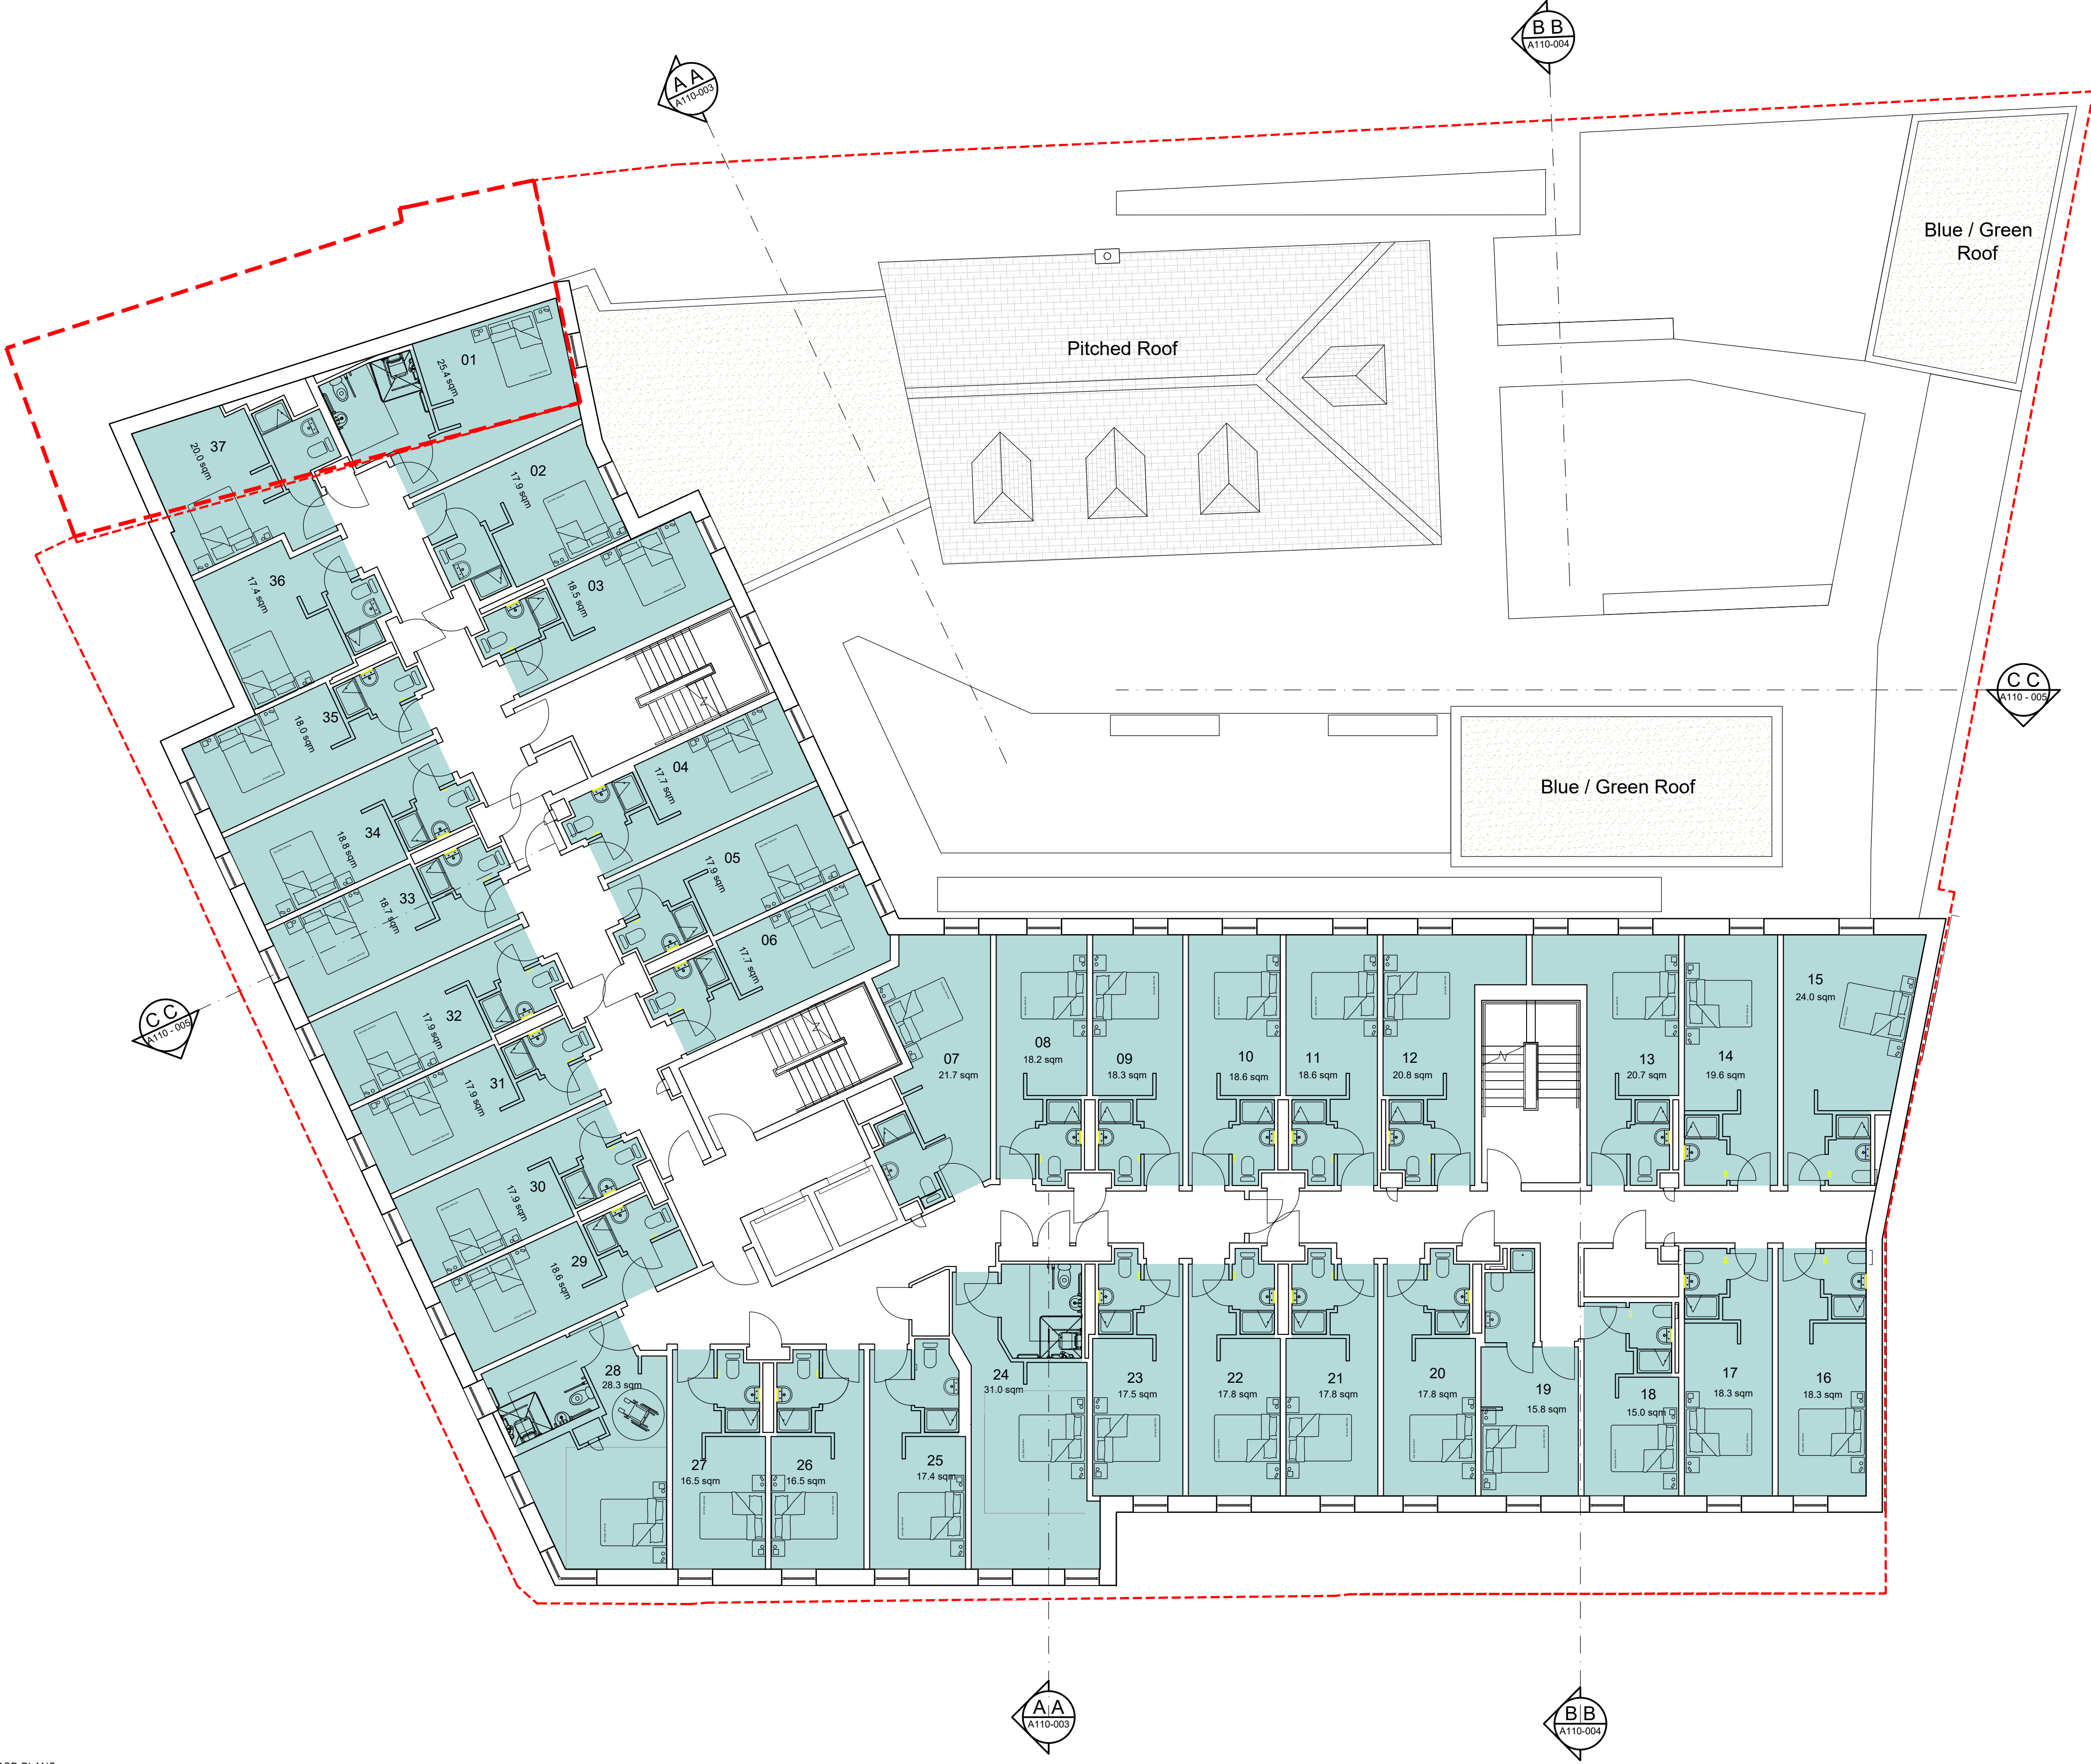 B B
A110-004
A A
A110-003
Blue / Green
Roof
Pitched Roof
01
25.4 sqm
37
20.0 sqm
02
17.9 sqm
36
17.4 sqm
03
18.5 sqm
C C
A110 - 005
35
18.0 sqm
04
17.7 sqm
Blue / Green Roof
34
18.8 sqm
05
17.9 sqm
33
18.7 sqm
06
17.7 sqm
15
24.0 sqm
C C
A110 - 005
32
17.9 sqm
07
21.7 sqm
08
18.2 sqm
09
18.3 sqm
10
18.6 sqm
11
18.6 sqm
12
20.8 sqm
13
20.7 sqm
14
19.6 sqm
31
17.9 sqm
30
17.9 sqm
29
18.6 sqm
28
28.3 sqm
24
31.0 sqm
23
17.5 sqm
22
17.8 sqm
21
17.8 sqm
20
17.8 sqm
19
15.8 sqm
18
15.0 sqm
17
18.3 sqm
16
18.3 sqm
27
16.5 sqm
26
16.5 sqm
25
17.4 sqm
A A
A110-003
B B
A110-004